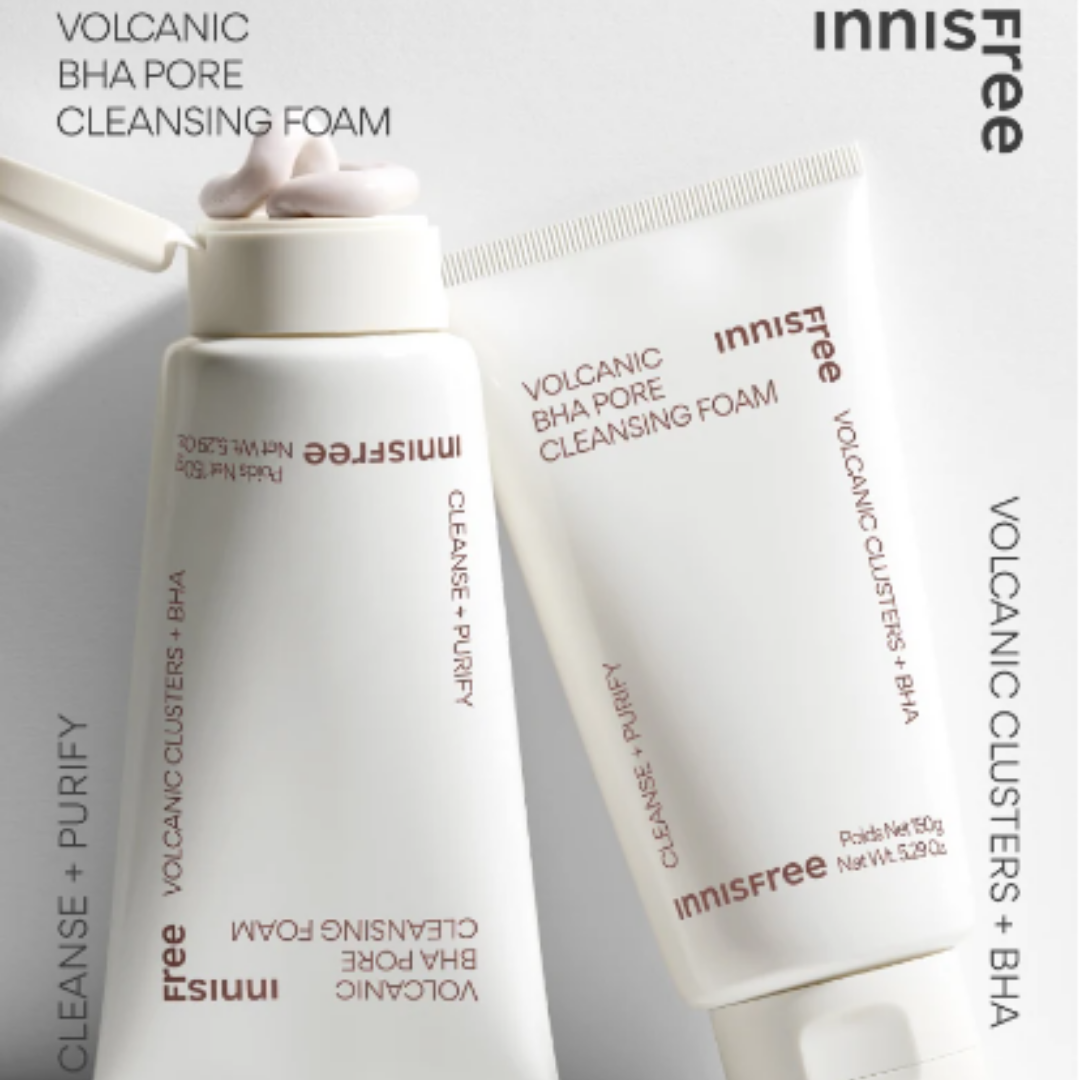 VOLCANIC
BHA PORE
CLEANSING FOAM
innisfree
CLEANSE + PURIFY
VOLCANIC CLUSTERS + BHA
innisfree
Poids Net 150g
Net Wt. 5.29 Oz
CLEANSE + PURIFY
VOLCANIC CLUSTERS + BHA
innisfree
VOLCANIC
BHA PORE
CLEANSING FOAM
innisfree
VOLCANIC
BHA PORE
CLEANSING FOAM
VOLCANIC CLUSTERS + BHA
CLEANSE + PURIFY
innisfree
Poids Net 150g
Net Wt. 5.29 Oz